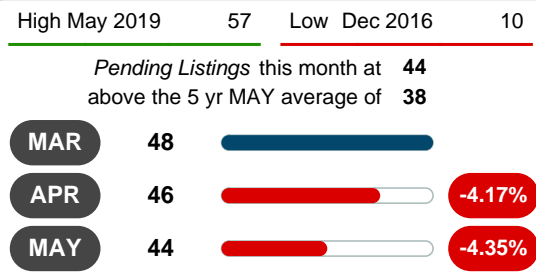 High May 2019 57 Low Dec 2016 10
Pending Listings this month at 44
above the 5 yr MAY average of 38
MAR 48
APR 46 -4.17%
MAY 44 -4.35%